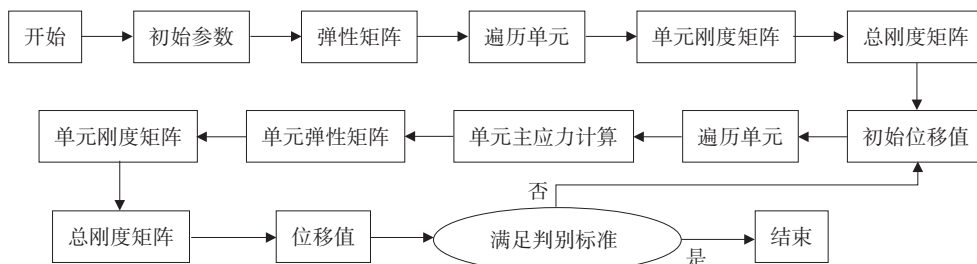 开始
初始参数
弹性矩阵
遍历单元
单元刚度矩阵
总刚度矩阵
初始位移值
遍历单元
单元主应力计算
单元弹性矩阵
单元刚度矩阵
总刚度矩阵
位移值
满足判别标准
否
是
结束